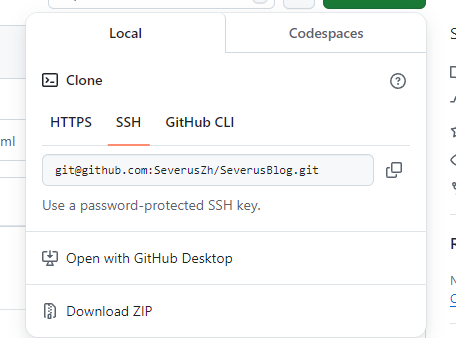 Local
Codespaces
Clone
HTTPS
SSH
GitHub CLI
git@github.com:SeverusZh/SeverusBlog.git
Use a password-protected SSH key.
Open with GitHub Desktop
Download ZIP
ml